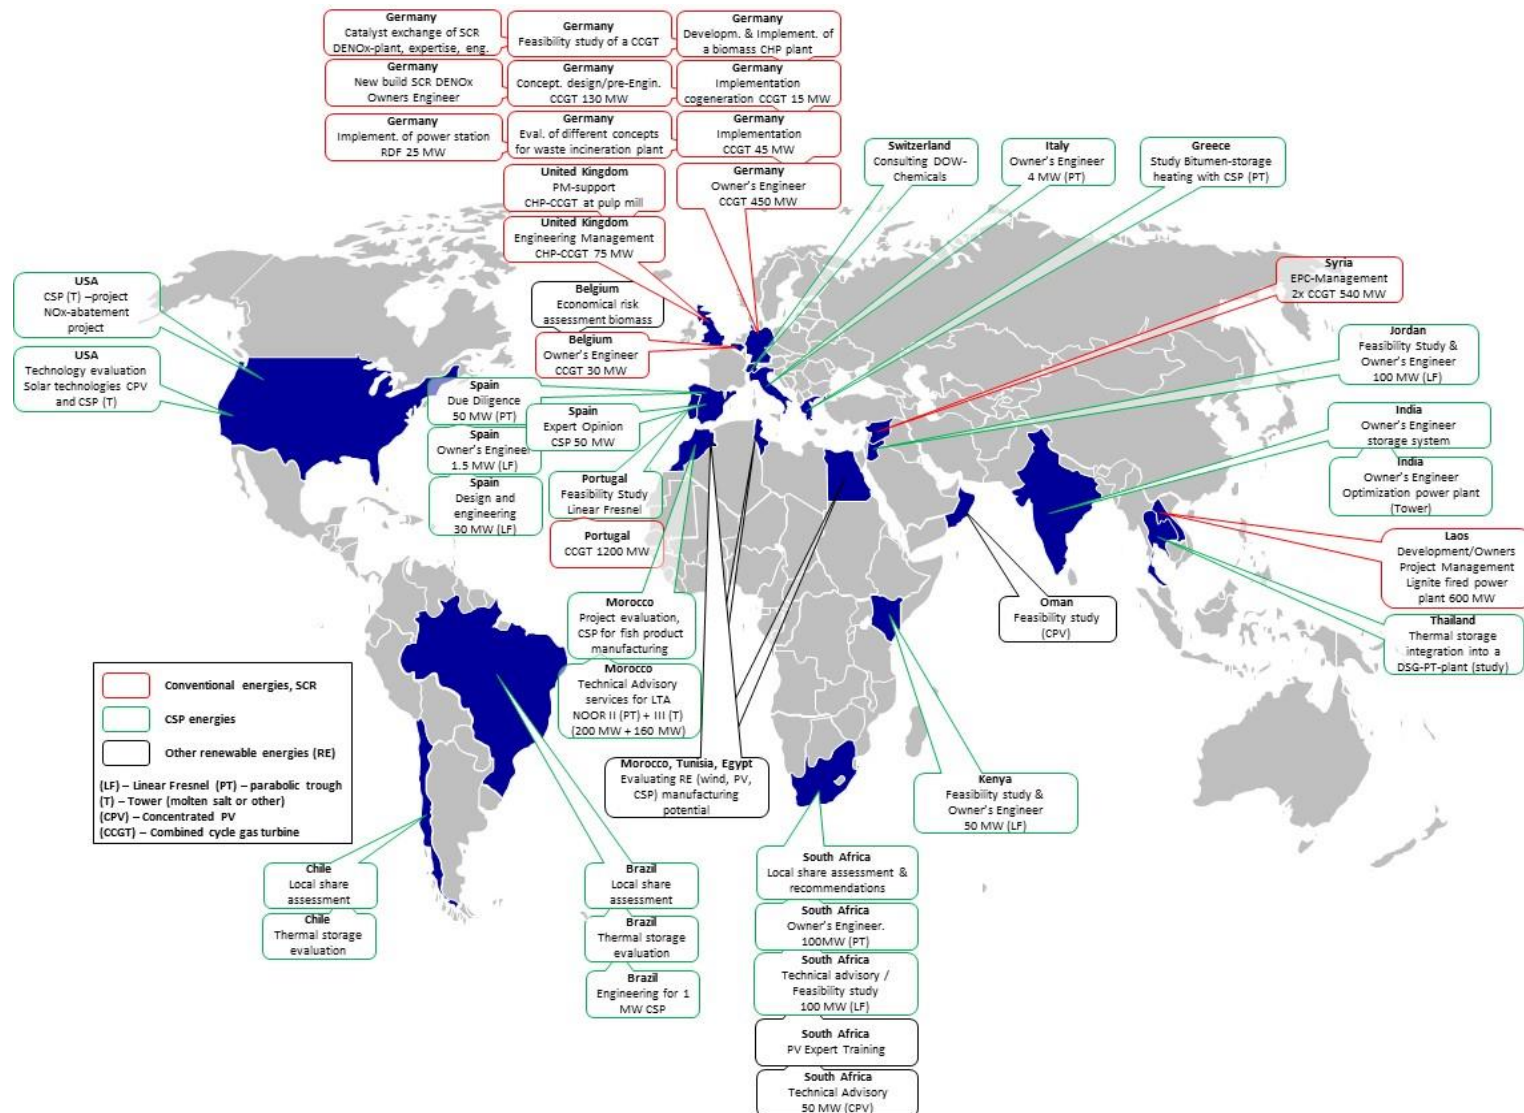 Germany
Catalyst exchange of SCR
DENOx-plant, expertise, eng.
Germany
Feasibility study of a CCGT
Germany
Developm. & Implement. of
a biomass CHP plant
Germany
New build SCR DENOx
Owners Engineer
Germany
Concept. design/pre-Engin.
CCGT 130 MW
Germany
Implementation
cogeneration CCGT 15 MW
Germany
Implement. of power station
RDF 25 MW
Germany
Eval. of different concepts
for waste incineration plant
Germany
Implementation
CCGT 45 MW
United Kingdom
PM-support
CHP-CCGT at pulp mill
Germany
Owner's Engineer
CCGT 450 MW
United Kingdom
Engineering Management
CHP-CCGT 75 MW
Switzerland
Consulting DOW-
Chemicals
Italy
Owner's Engineer
4 MW (PT)
Greece
Study Bitumen-storage
heating with CSP (PT)
USA
CSP (T) –project
NOx-abatement
project
USA
Technology evaluation
Solar technologies CPV
and CSP (T)
Belgium
Economical risk
assessment biomass
Belgium
Owner's Engineer
CCGT 30 MW
Syria
EPC-Management
2x CCGT 540 MW
Jordan
Feasibility Study &
Owner's Engineer
100 MW (LF)
Spain
Due Diligence
50 MW (PT)
Spain
Expert Opinion
CSP 50 MW
Spain
Owner's Engineer
1.5 MW (LF)
Spain
Design and
engineering
30 MW (LF)
Portugal
Feasibility Study
Linear Fresnel
Portugal
CCGT 1200 MW
India
Owner's Engineer
storage system
India
Owner's Engineer
Optimization power plant
(Tower)
Laos
Development/Owners
Project Management
Lignite fired power
plant 600 MW
Thailand
Thermal storage
integration into a
DSG-PT-plant (study)
Morocco
Project evaluation,
CSP for fish product
manufacturing
Morocco
Technical Advisory
services for LTA
NOOR II (PT) + III (T)
(200 MW + 160 MW)
Oman
Feasibility study
(CPV)
Morocco, Tunisia, Egypt
Evaluating RE (wind, PV,
CSP) manufacturing
potential
Kenya
Feasibility study &
Owner's Engineer
50 MW (LF)
Conventional energies, SCR
CSP energies
Other renewable energies (RE)
(LF) – Linear Fresnel (PT) – parabolic trough
(T) – Tower (molten salt or other)
(CPV) – Concentrated PV
(CCGT) – Combined cycle gas turbine
Chile
Local share
assessment
Chile
Thermal storage
evaluation
Brazil
Local share
assessment
Brazil
Thermal storage
evaluation
Brazil
Engineering for 1
MW CSP
South Africa
Local share assessment &
recommendations
South Africa
Owner's Engineer.
100MW (PT)
South Africa
Technical advisory /
Feasibility study
100 MW (LF)
South Africa
PV Expert Training
South Africa
Technical Advisory
50 MW (CPV)